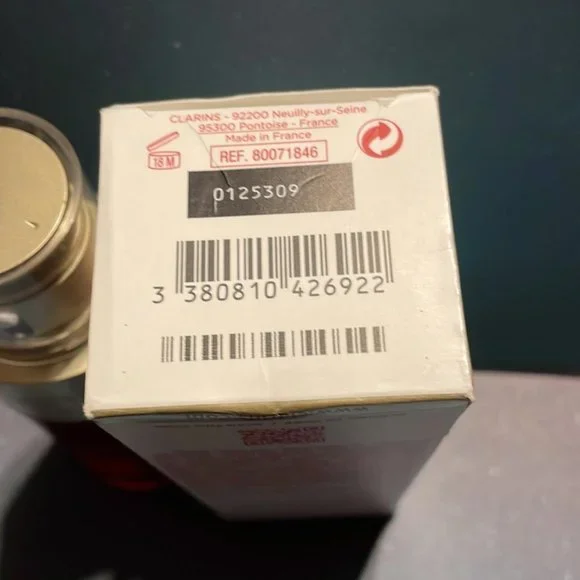 CLARINS - 92200 Neuilly-sur-Seine
95300 Pontoise - France
Made in France
18 M
REF. 80071846
0125309
3 380810 426922